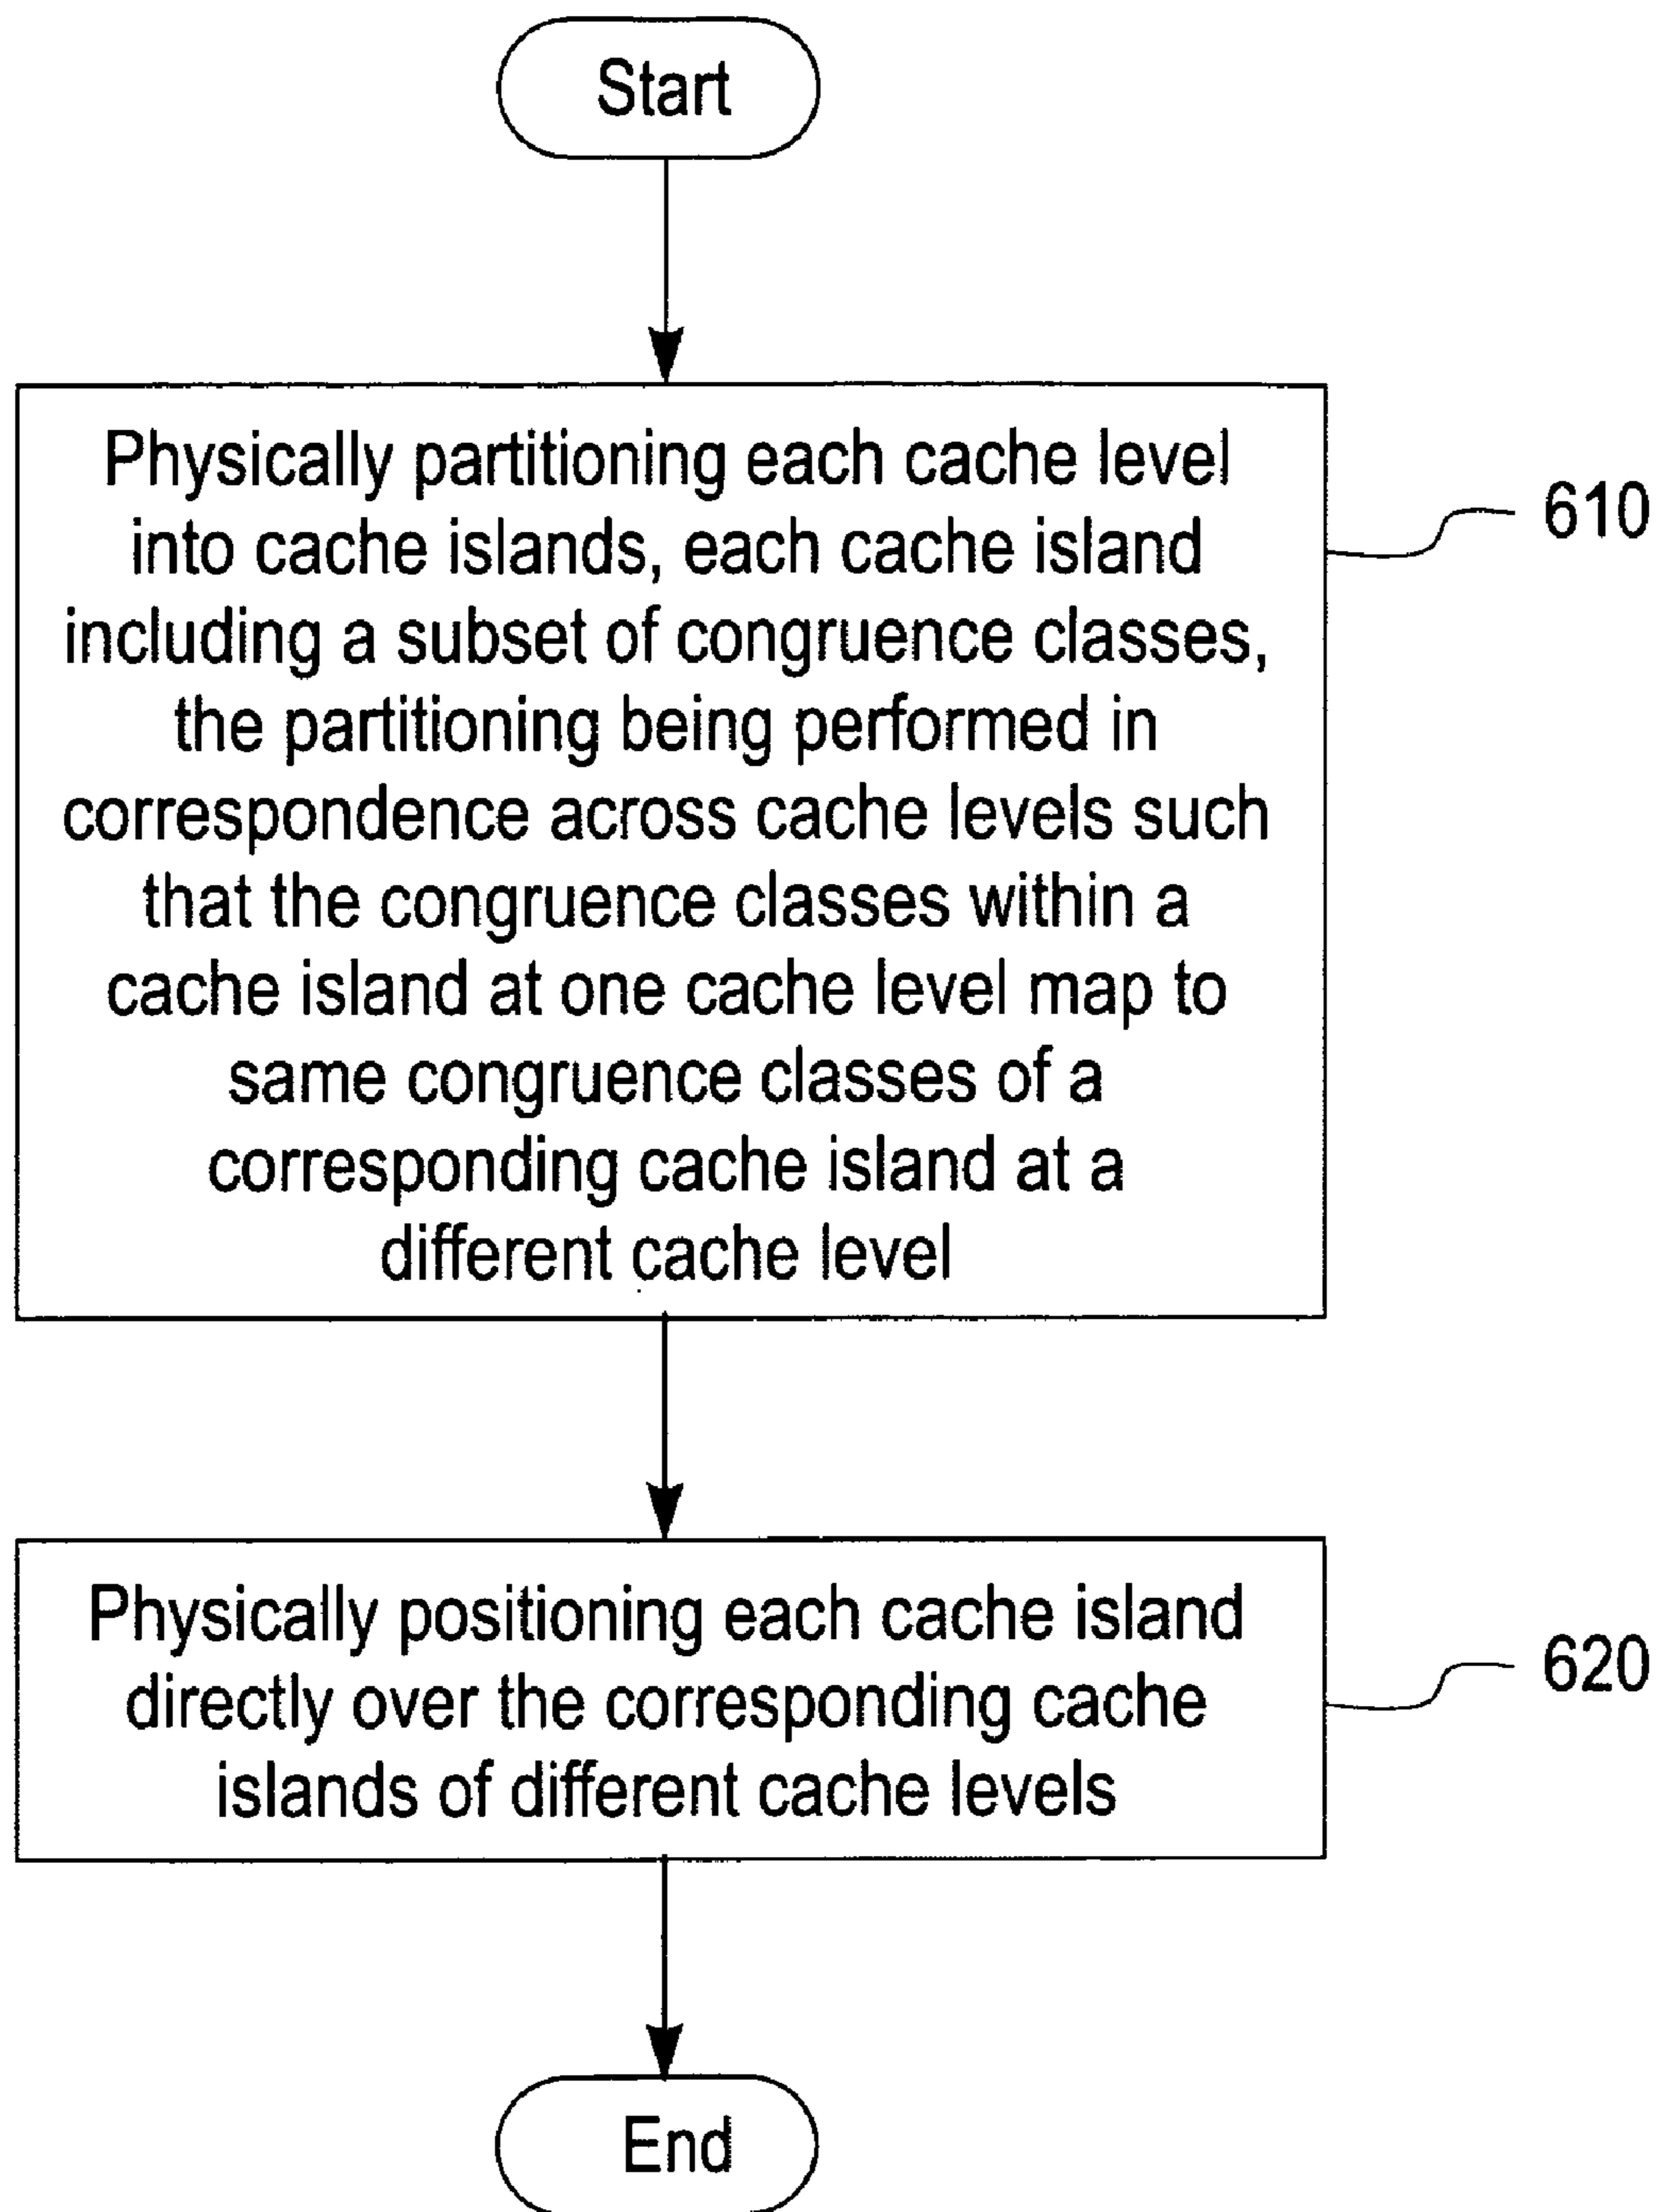 Start
Physically partitioning each cache level
into cache islands, each cache island
including a subset of congruence classes,
the partitioning being performed in
correspondence across cache levels such
that the congruence classes within a
cache island at one cache level map to
same congruence classes of a
corresponding cache island at a
different cache level
610
Physically positioning each cache island
directly over the corresponding cache
islands of different cache levels
620
End